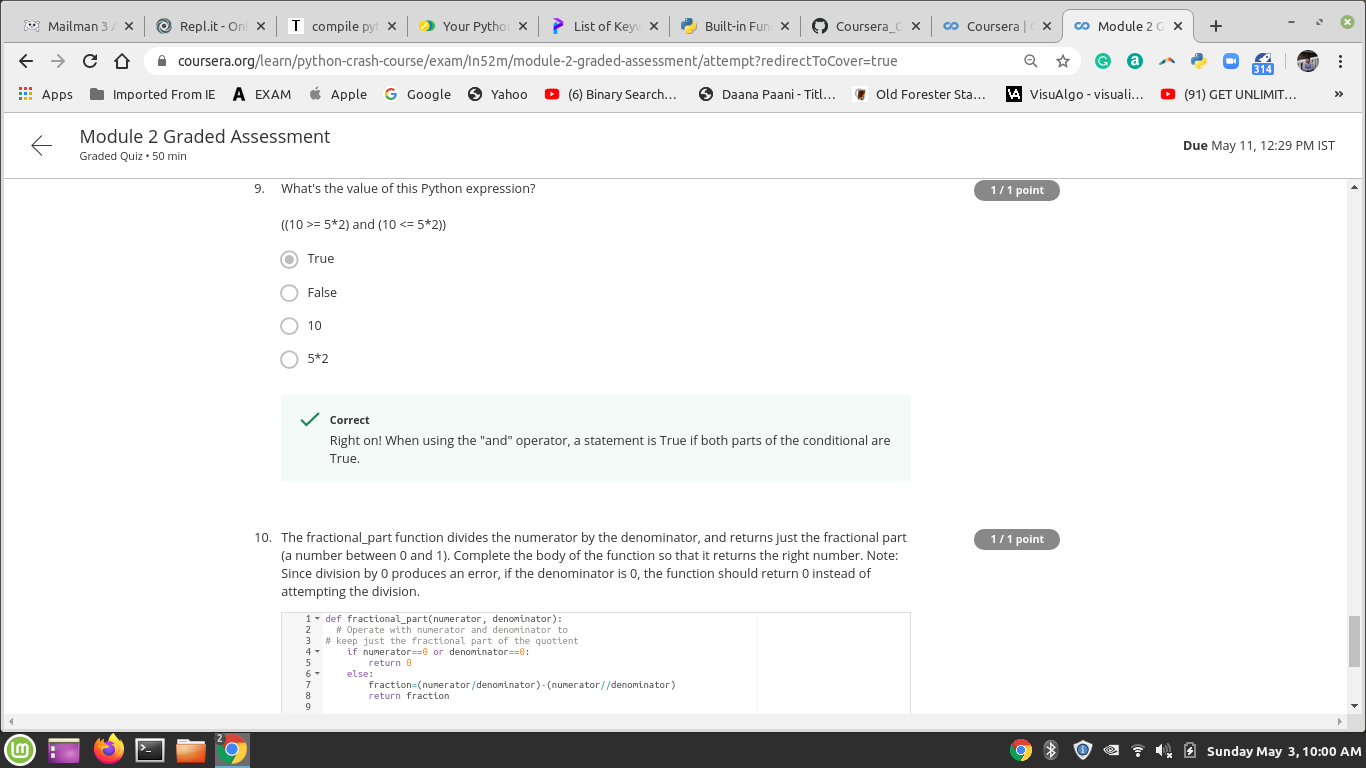 Mailman 3 A
Repl.it - Onl
compile pyt
Your Pythor
List of Keyw
Built-in Fun
Coursera_C
Coursera | C
Module 2 G
coursera.org/learn/python-crash-course/exam/In52m/module-2-graded-assessment/attempt?redirectToCover=true
314
Apps
Imported From IE
EXAM
Apple
Google
Yahoo
(6) Binary Search...
Daana Paani - Titl...
Old Forester Sta...
VisuAlgo - visuali...
(91) GET UNLIMIT...
»
Module 2 Graded Assessment
Graded Quiz • 50 min
Due May 11, 12:29 PM IST
9. What's the value of this Python expression?
1 / 1 point
((10 >= 5*2) and (10 <= 5*2))
True
False
10
5*2
Correct
Right on! When using the "and" operator, a statement is True if both parts of the conditional are
True.
10. The fractional_part function divides the numerator by the denominator, and returns just the fractional part
1 / 1 point
(a number between 0 and 1). Complete the body of the function so that it returns the right number. Note:
Since division by 0 produces an error, if the denominator is 0, the function should return 0 instead of
attempting the division.
1 def fractional_part(numerator, denominator):
2 # Operate with numerator and denominator to
3 # keep just the fractional part of the quotient
4 if numerator==0 or denominator==0:
5 return 0
6 else:
7 fraction=(numerator/denominator)-(numerator//denominator)
8 return fraction
9
2
Sunday May 3, 10:00 AM